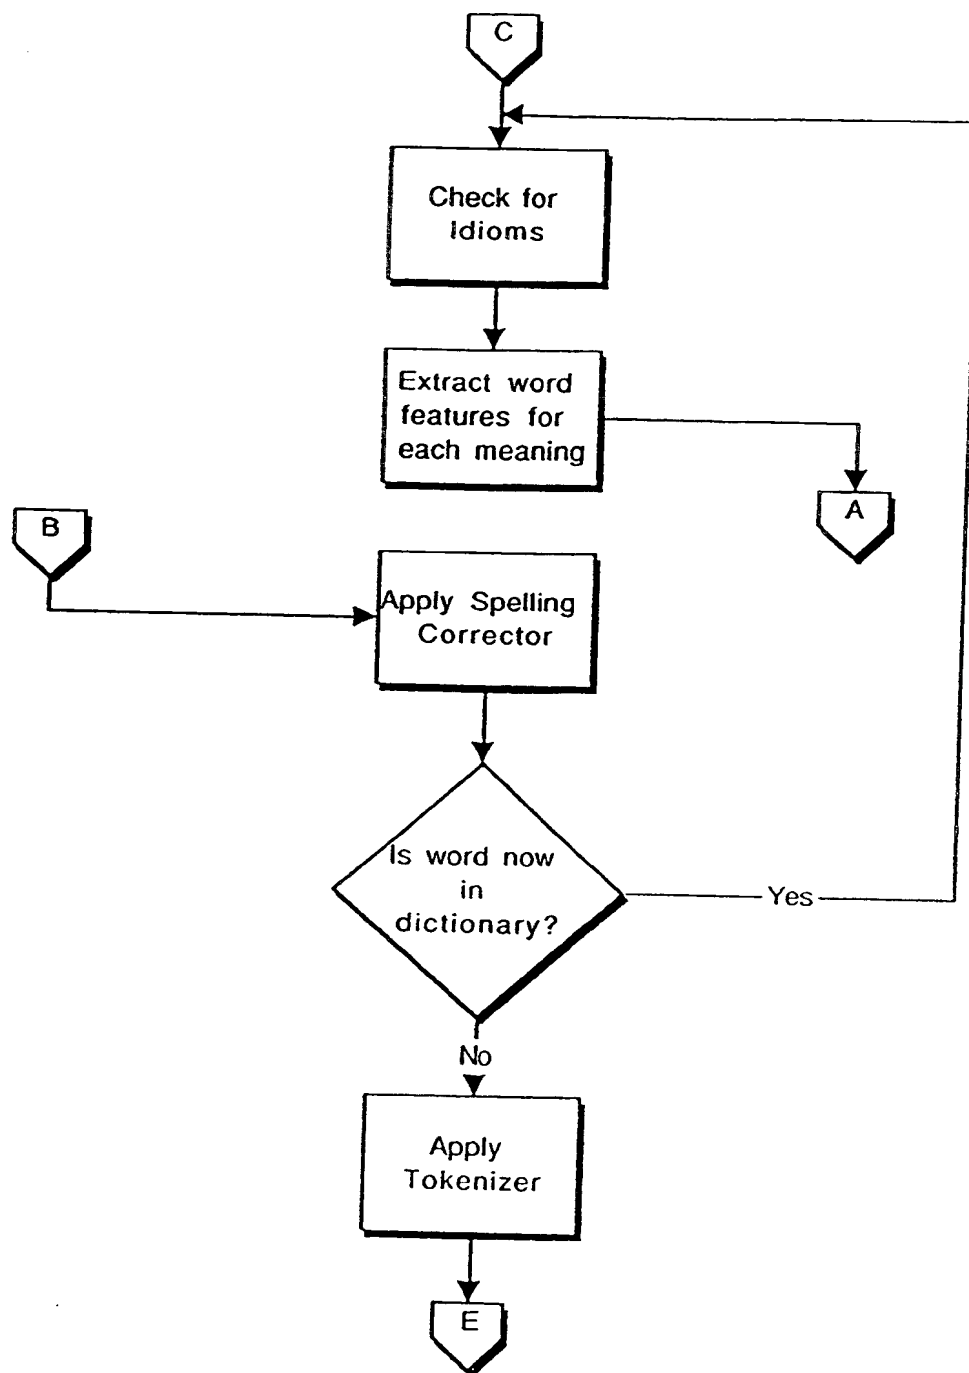 C
Check for
Idioms
Extract word
features for
each meaning
A
B
Apply Spelling
Corrector
Is word now
in
dictionary?
Yes
No
Apply
Tokenizer
E